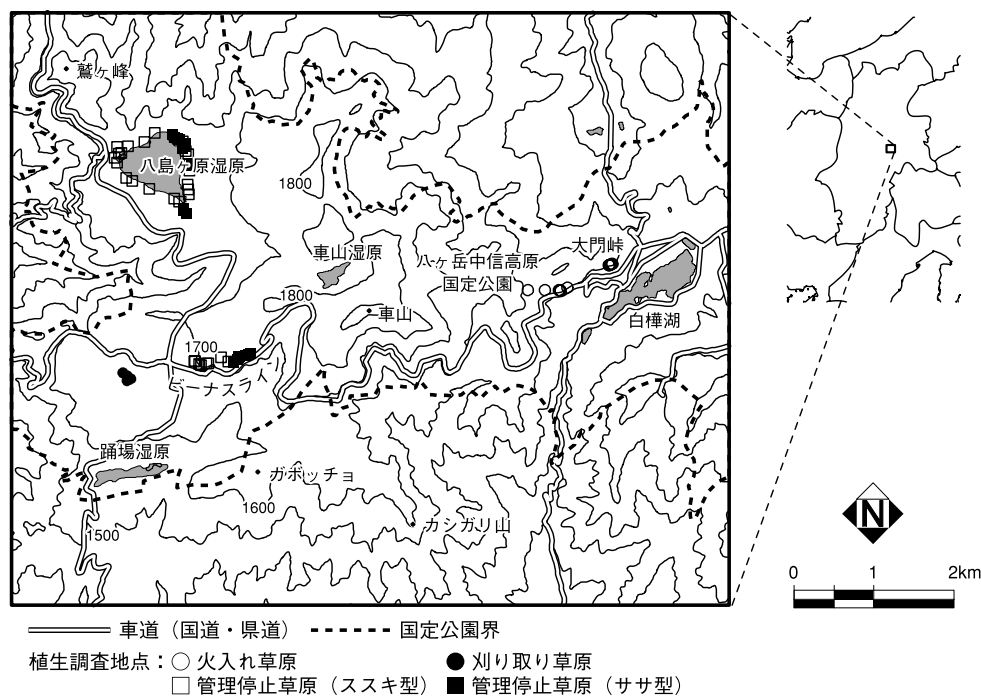 鷲ヶ峰
八島ヶ原湿原
1800
車山湿原
八ヶ岳中信高原
国定公園
大門峠
1800
車山
白樺湖
1700
ビーナスライン
踊場湿原
ガボッチョ
1600
カシガリ山
1500
N
0 1 2km
車道（国道・県道） 国定公園界
植生調査地点： 火入れ草原 刈り取り草原
管理停止草原（ススキ型） 管理停止草原（ササ型）